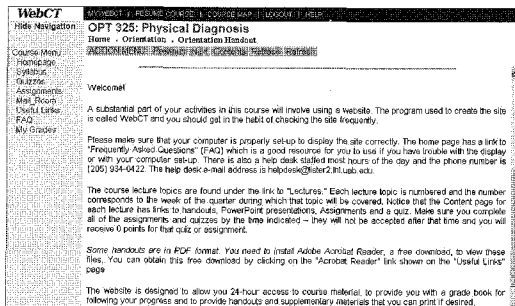 WebCT
MYWEBCT | RESUME COURSE | COURSE MAP | LOGOUT | HELP
Hide Navigation
OPT 325: Physical Diagnosis
Home . Orientation . Orientation Handout
ACTION MENU: Previous Next Contents Retrace Refresh
Course Menu
Homepage
Syllabus
Quizzes
Assignments
Mail Room
Useful Links
FAQ
My Grades
Welcome!
A substantial part of your activities in this course will involve using a website. The program used to create the site
is called WebCT and you should get in the habit of checking the site frequently.
Please make sure that your computer is properly set-up to display the site correctly. The home page has a link to
"Frequently Asked Questions" (FAQ) which is a good resource for you to use if you have trouble with the display
or with your computer set-up. There is also a help desk staffed most hours of the day and the phone number is
(205) 934-6422. The help desk e-mail address is helpdesk@lister2.lhl.uab.edu.
The course lecture topics are found under the link to "Lectures." Each lecture topic is numbered and the number
corresponds to the week of the quarter during which that topic will be covered. Notice that the Content page for
each lecture has links to handouts, PowerPoint presentations, Assignments and a quiz. Make sure you complete
all of the assignments and quizzes by the time indicated – they will not be accepted after that time and you will
receive 0 points for that quiz or assignment.
Some handouts are in PDF format. You need to install Adobe Acrobat Reader, a free download, to view these
files. You can obtain this free download by clicking on the "Acrobat Reader" link shown on the "Useful Links"
page
The website is designed to allow you 24-hour access to course material, to provide you with a grade book for
following your progress and to provide handouts and supplementary materials that you can print if desired.